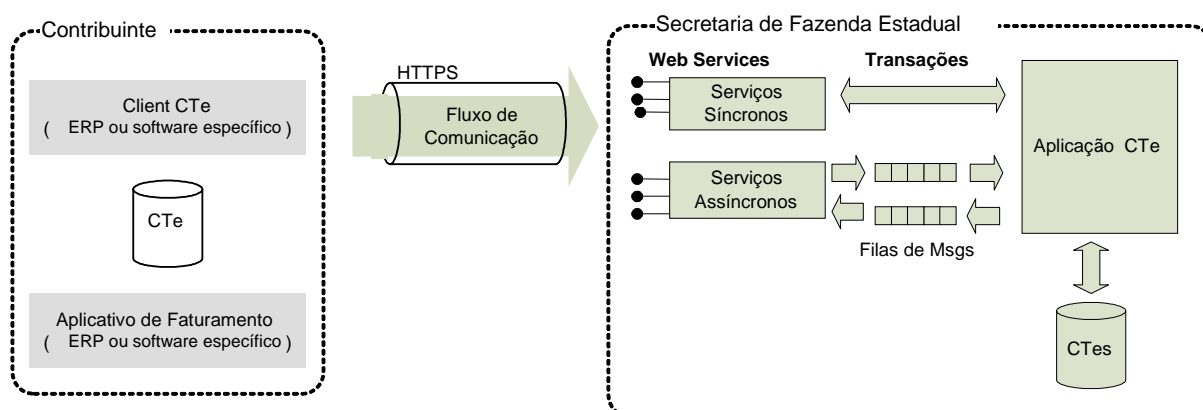 Contribuinte
Client CTe
( ERP ou software específico )
CTe
Aplicativo de Faturamento
( ERP ou software específico )
HTTPS
Fluxo de
Comunicação
Secretaria de Fazenda Estadual
Web Services
Transações
Serviços
Síncronos
Serviços
Assíncronos
Filas de Msgs
Aplicação CTe
CTes